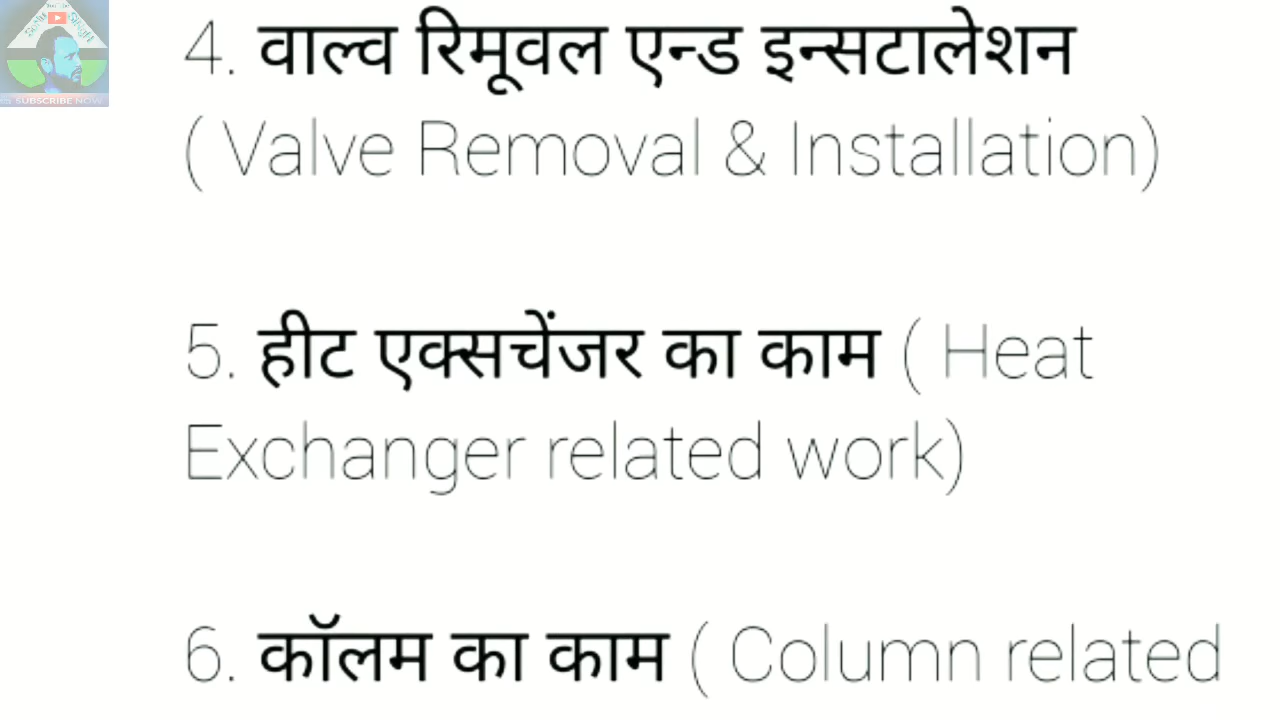 SUBSCRIBE NOW
4. वाल्व रिमूवल एन्ड इन्सटालेशन
( Valve Removal & Installation)
5. हीट एक्सचेंजर का काम ( Heat
Exchanger related work)
6. कॉलम का काम ( Column related